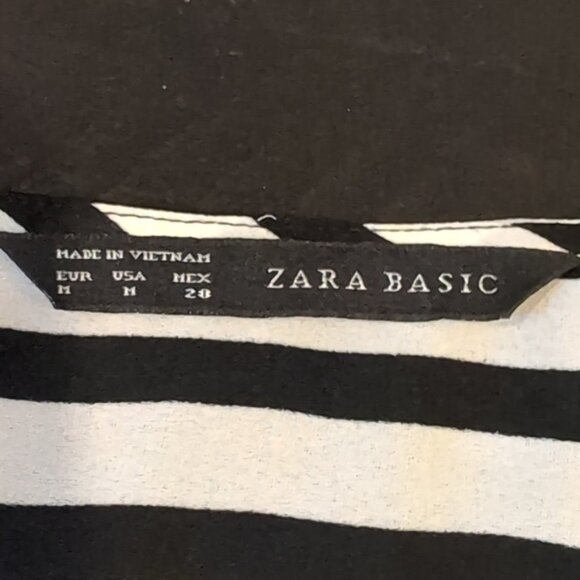 MADE IN VIETNAM
EUR USA MEX
M M 28
ZARA BASIC